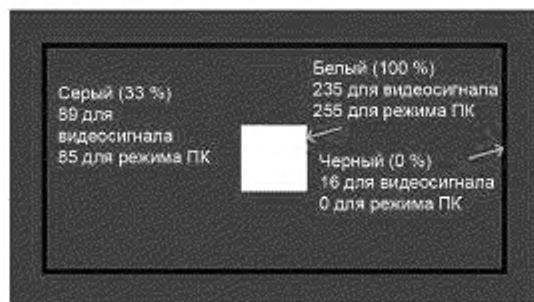 Серый (33 %)
89 для
видеосигнала
85 для режима ПК
Белый (100 %)
235 для видеосигнала
255 для режима ПК
Черный (0 %)
16 для видеосигнала
0 для режима ПК